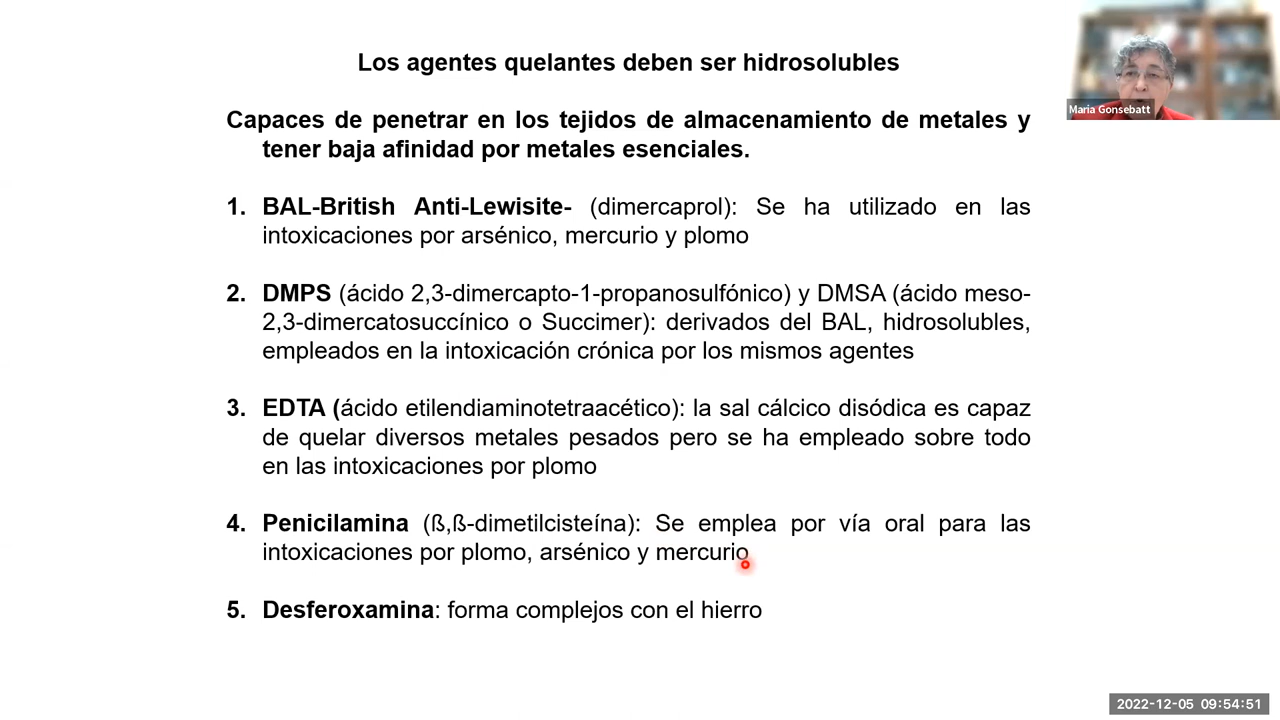 Los agentes quelantes deben ser hidrosolubles
Maria Gonsebatt
Capaces de penetrar en los tejidos de almacenamiento de metales y
tener baja afinidad por metales esenciales.
1. BAL-British Anti-Lewisite- (dimercaprol): Se ha utilizado en las
intoxicaciones por arsénico, mercurio y plomo
2. DMPS (ácido 2,3-dimercapto-1-propanosulfónico) y DMSA (ácido meso-
2,3-dimercatosuccínico o Succimer): derivados del BAL, hidrosolubles,
empleados en la intoxicación crónica por los mismos agentes
3. EDTA (ácido etilendiaminotetraacético): la sal cálcico disódica es capaz
de quelar diversos metales pesados pero se ha empleado sobre todo
en las intoxicaciones por plomo
4. Penicilamina (ß,ß-dimetilcisteína): Se emplea por vía oral para las
intoxicaciones por plomo, arsénico y mercurio
5. Desferoxamina: forma complejos con el hierro
2022-12-05 09:54:51